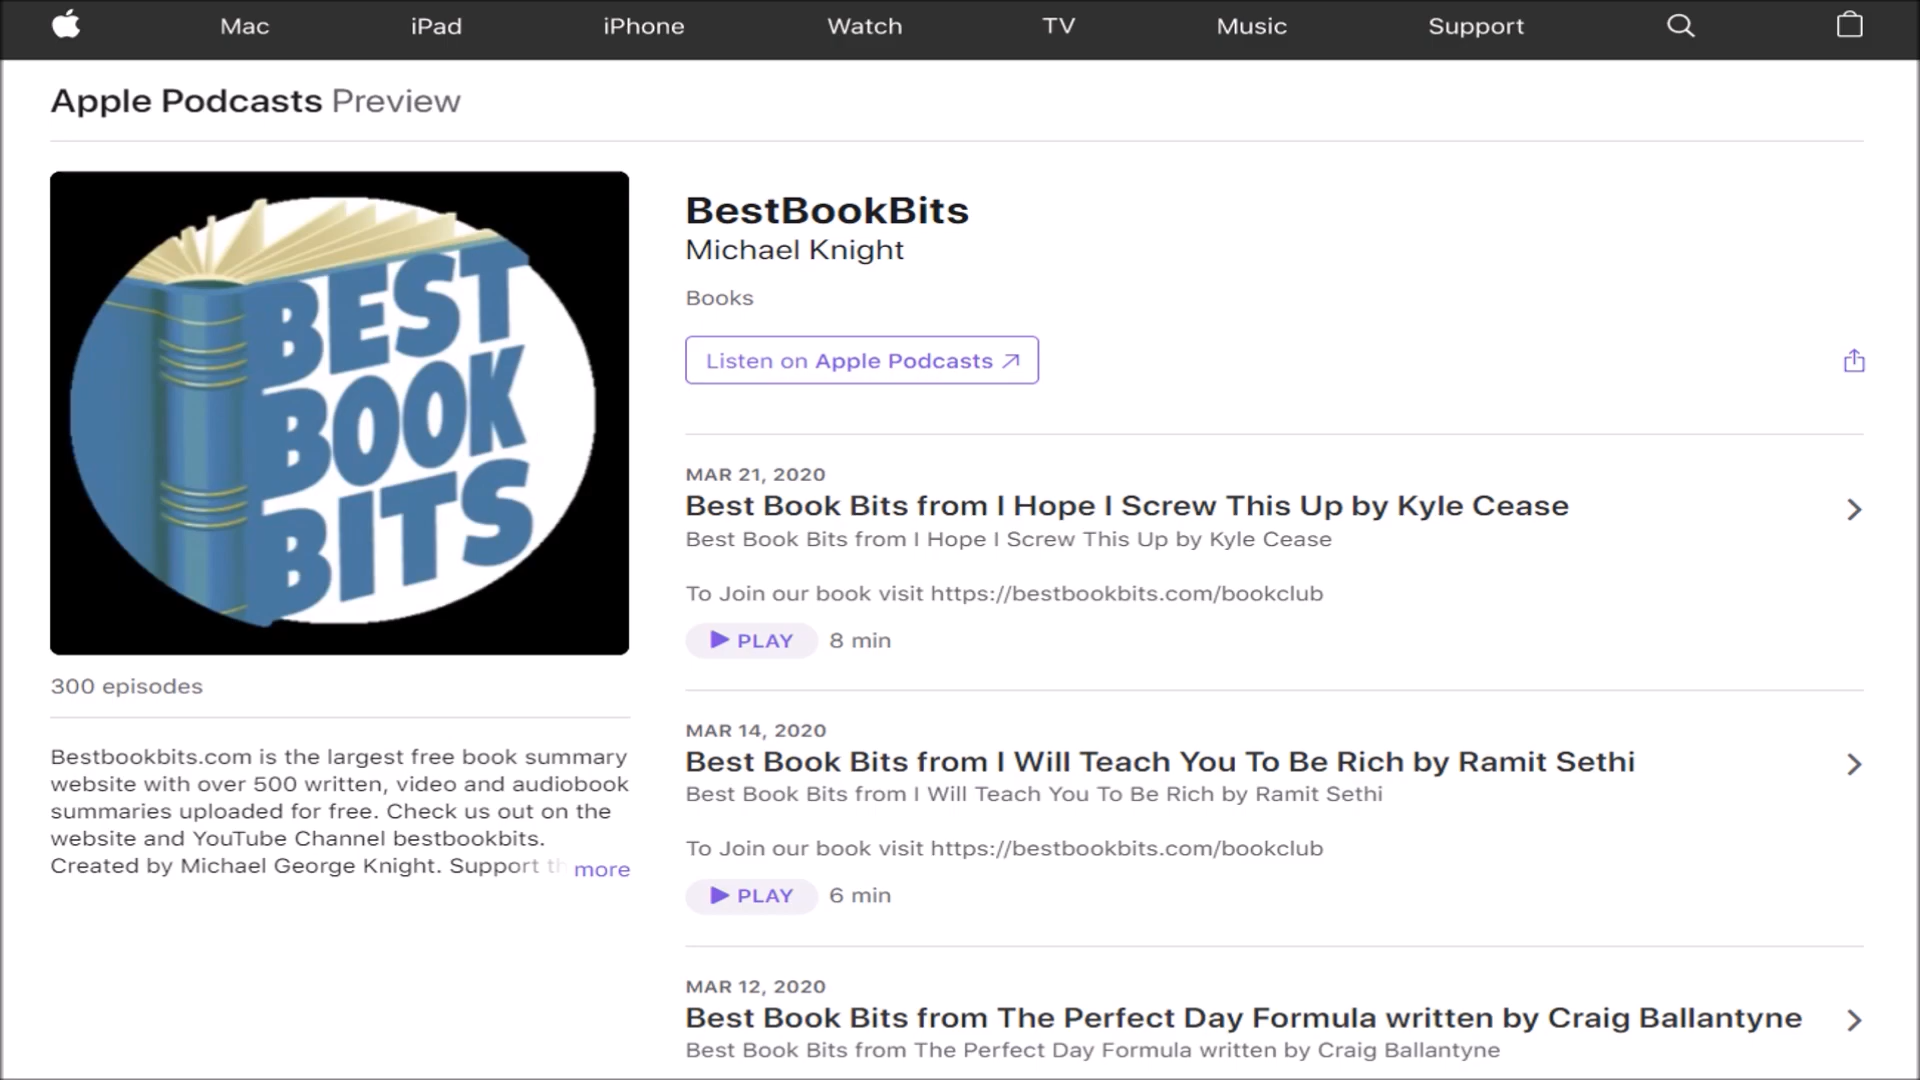 Mac iPad iPhone Watch TV Music Support
Apple Podcasts Preview
BEST
BOOK
BITS
300 episodes
Bestbookbits.com is the largest free book summary
website with over 500 written, video and audiobook
summaries uploaded for free. Check us out on the
website and YouTube Channel bestbookbits.
Created by Michael George Knight. Support th more
BestBookBits
Michael Knight
Books
Listen on Apple Podcasts ↗
MAR 21, 2020
Best Book Bits from I Hope I Screw This Up by Kyle Cease
Best Book Bits from I Hope I Screw This Up by Kyle Cease
To Join our book visit https://bestbookbits.com/bookclub
PLAY 8 min
MAR 14, 2020
Best Book Bits from I Will Teach You To Be Rich by Ramit Sethi
Best Book Bits from I Will Teach You To Be Rich by Ramit Sethi
To Join our book visit https://bestbookbits.com/bookclub
PLAY 6 min
MAR 12, 2020
Best Book Bits from The Perfect Day Formula written by Craig Ballantyne
Best Book Bits from The Perfect Day Formula written by Craig Ballantyne